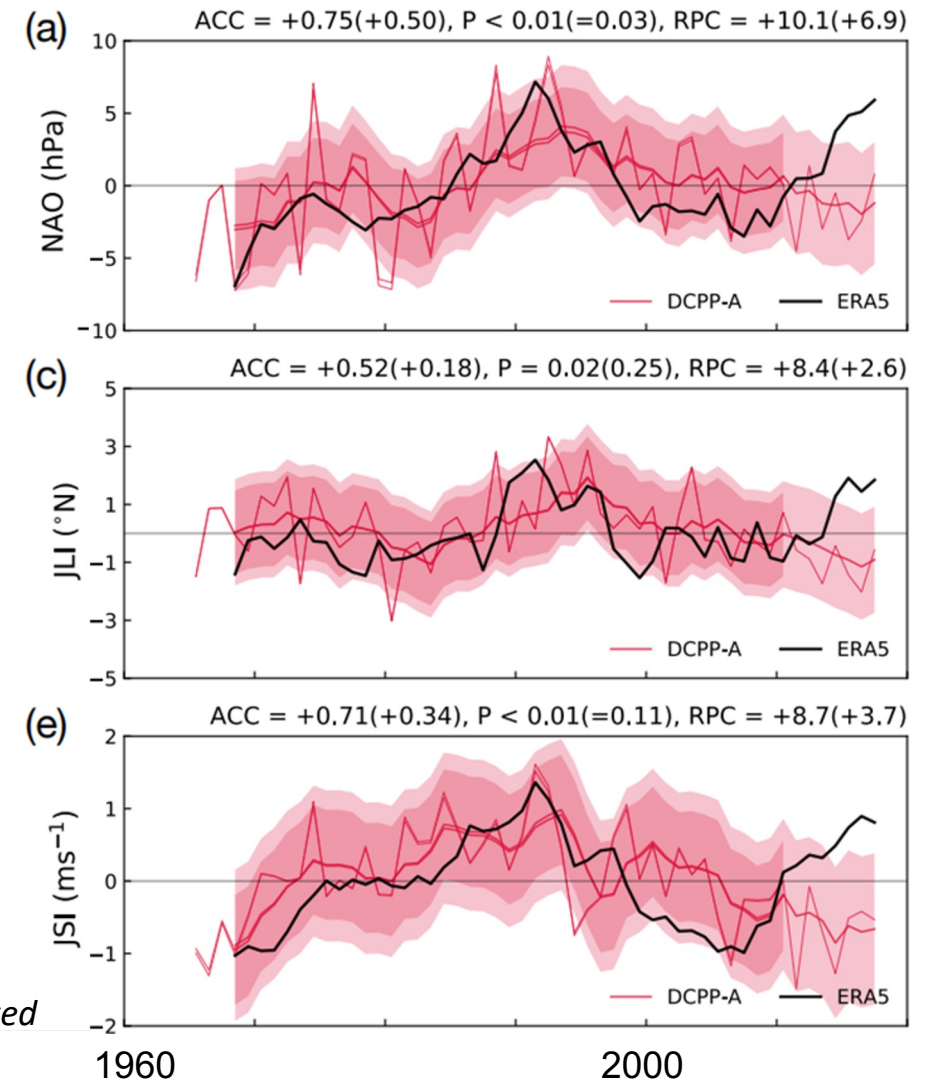 (a)
ACC = +0.75(+0.50), P < 0.01(=0.03), RPC = +10.1(+6.9)
10
5
0
−5
−10
NAO (hPa)
DCPP-A
ERA5
(c)
ACC = +0.52(+0.18), P = 0.02(0.25), RPC = +8.4(+2.6)
5
3
1
−1
−3
−5
JLI (°N)
DCPP-A
ERA5
(e)
ACC = +0.71(+0.34), P < 0.01(=0.11), RPC = +8.7(+3.7)
2
1
0
−1
−2
JSI (ms⁻¹)
DCPP-A
ERA5
ed
1960
2000